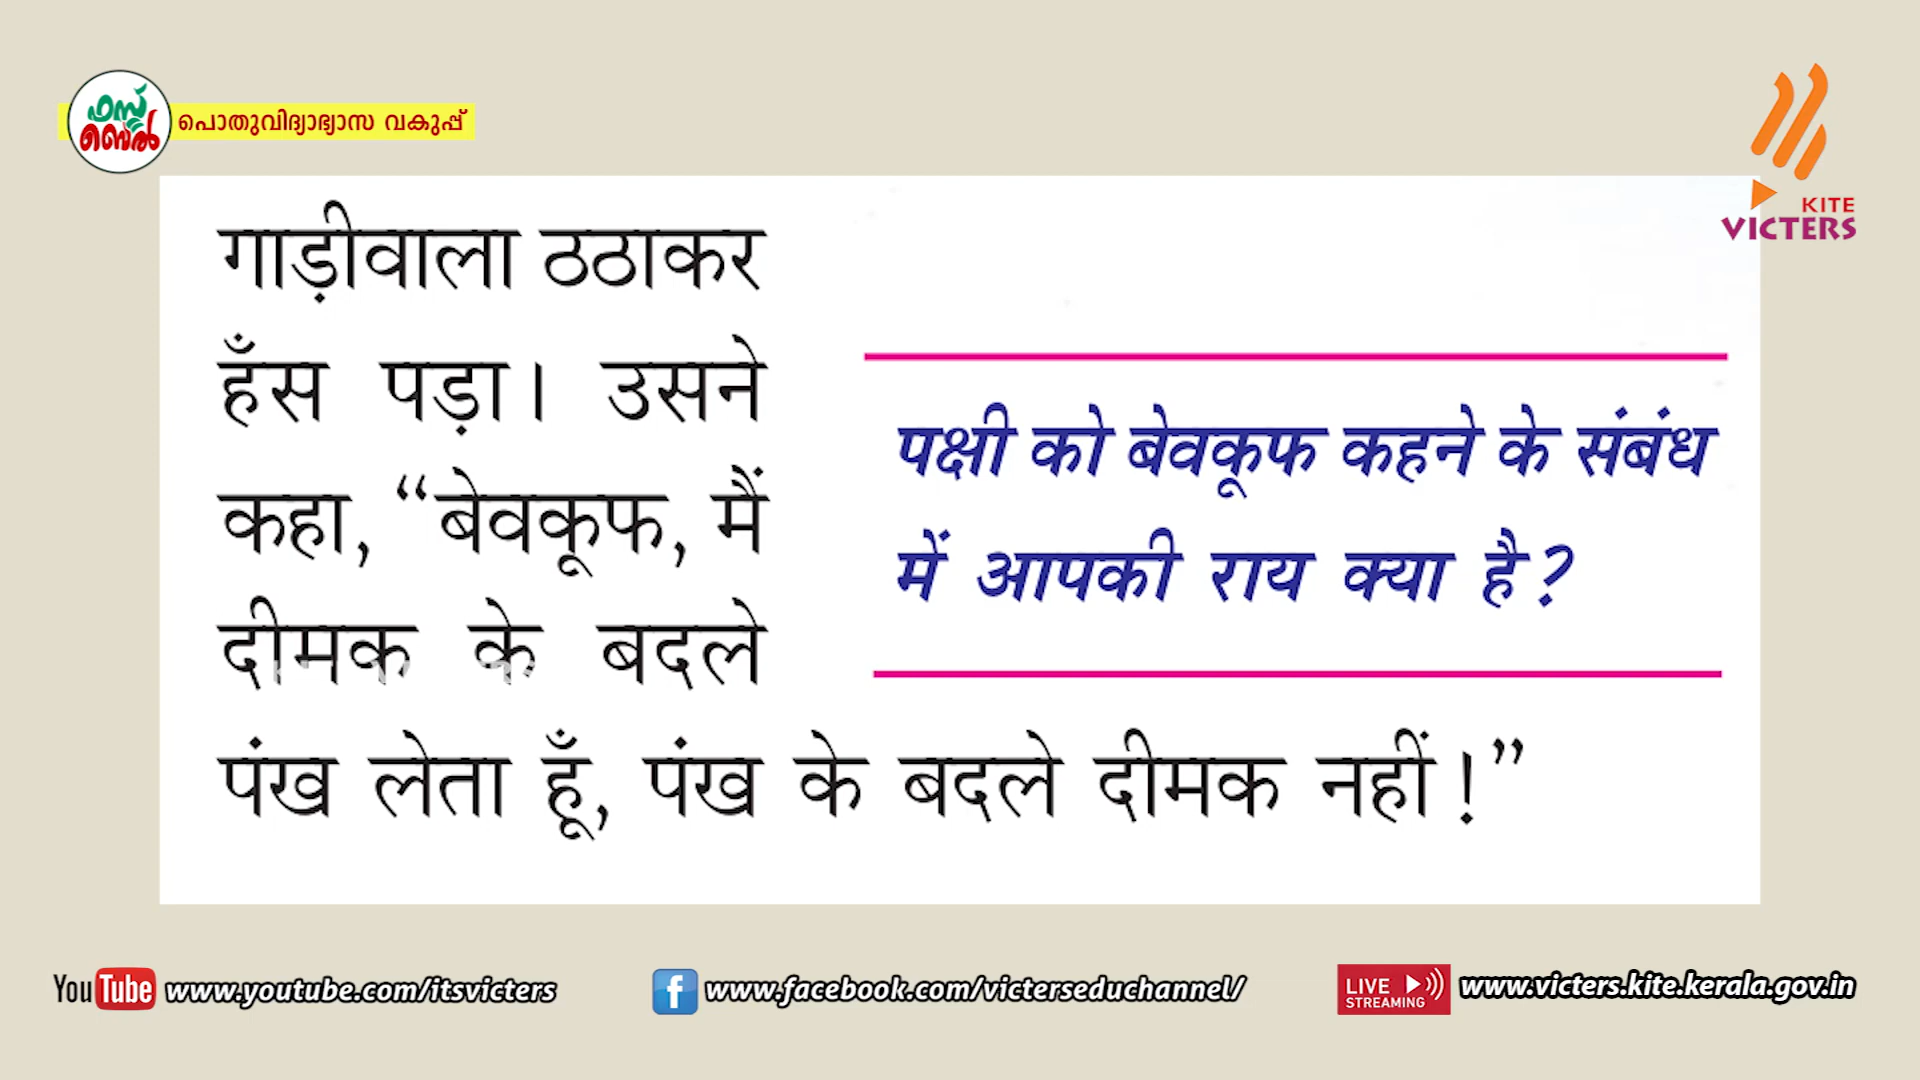 ഫസ്റ്റ്
ബെൽ
പൊതുവിദ്യാഭ്യാസ വകുപ്പ്
KITE
VICTERS
गाड़ीवाला ठठाकर
हँस पड़ा। उसने
कहा, “बेवकूफ, मैं
दीमक के बदले
पंख लेता हूँ, पंख के बदले दीमक नहीं!”
पक्षी को बेवकूफ कहने के संबंध
में आपकी राय क्या है?
YouTube www.youtube.com/itsvicters
f www.facebook.com/victerseduchannel/
LIVE STREAMING www.victers.kite.kerala.gov.in